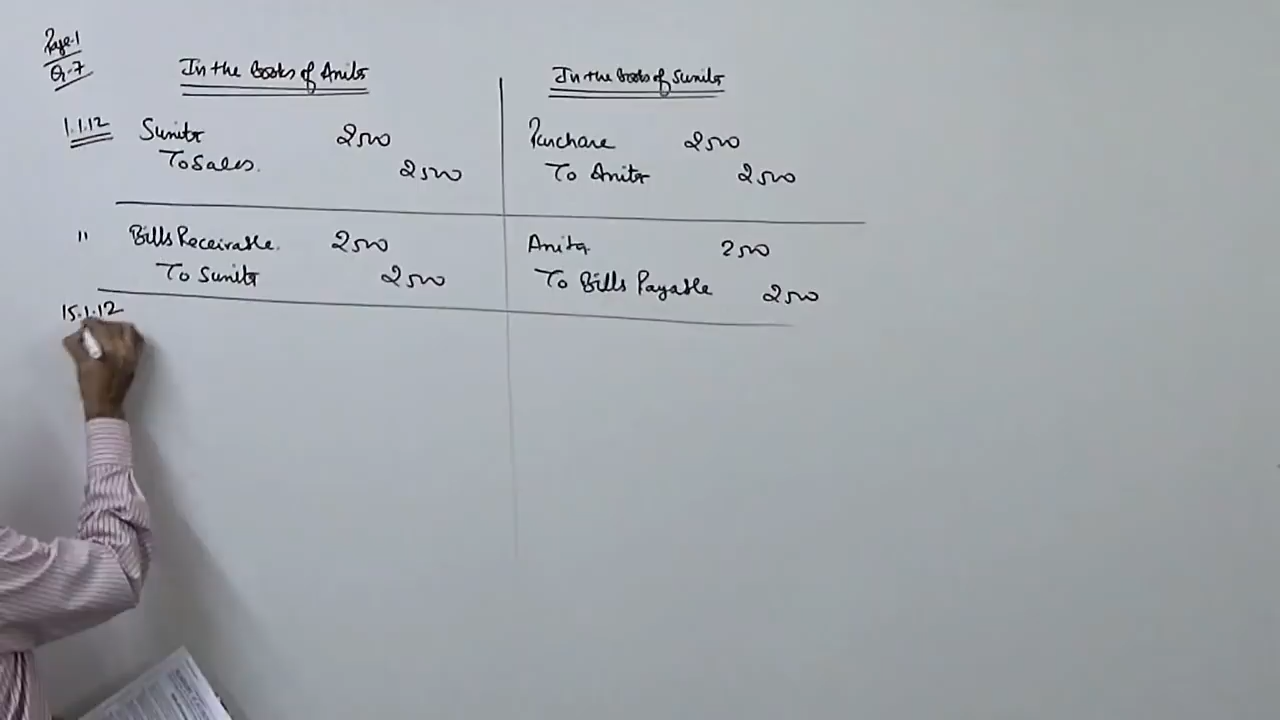 Page-1
Q-7
In the books of Anita
In the books of Sunita
1.1.12 Sunita 2500
To Sales. 2500
Purchase 2500
To Anita 2500
" Bills Receivable. 2500
To Sunita 2500
Anita 2500
To Bills Payable 2500
15.1.12